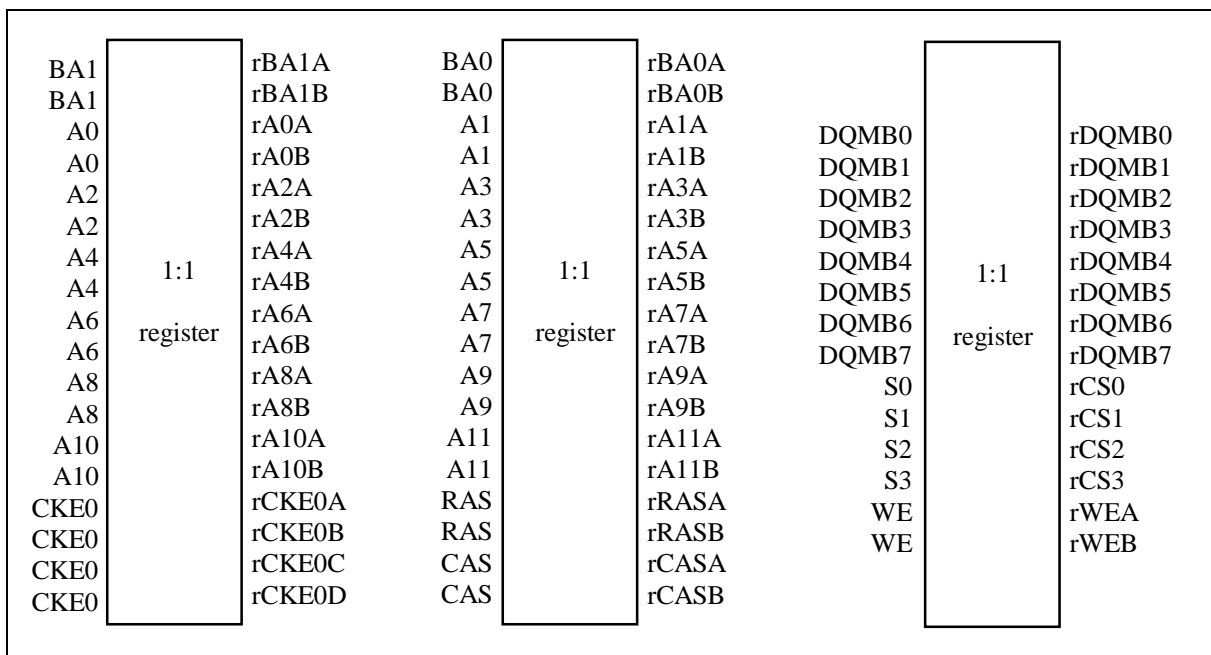 BA1 rBA1A
BA1 rBA1B
A0 rA0A
A0 rA0B
A2 rA2A
A2 rA2B
A4 rA4A
A4 rA4B
A6 rA6A
A6 rA6B
A8 rA8A
A8 rA8B
A10 rA10A
A10 rA10B
CKE0 rCKE0A
CKE0 rCKE0B
CKE0 rCKE0C
CKE0 rCKE0D
1:1
register
BA0 rBA0A
BA0 rBA0B
A1 rA1A
A1 rA1B
A3 rA3A
A3 rA3B
A5 rA5A
A5 rA5B
A7 rA7A
A7 rA7B
A9 rA9A
A9 rA9B
A11 rA11A
A11 rA11B
RAS rRASA
RAS rRASB
CAS rCASA
CAS rCASB
1:1
register
DQMB0 rDQMB0
DQMB1 rDQMB1
DQMB2 rDQMB2
DQMB3 rDQMB3
DQMB4 rDQMB4
DQMB5 rDQMB5
DQMB6 rDQMB6
DQMB7 rDQMB7
S0 rCS0
S1 rCS1
S2 rCS2
S3 rCS3
WE rWEA
WE rWEB
1:1
register